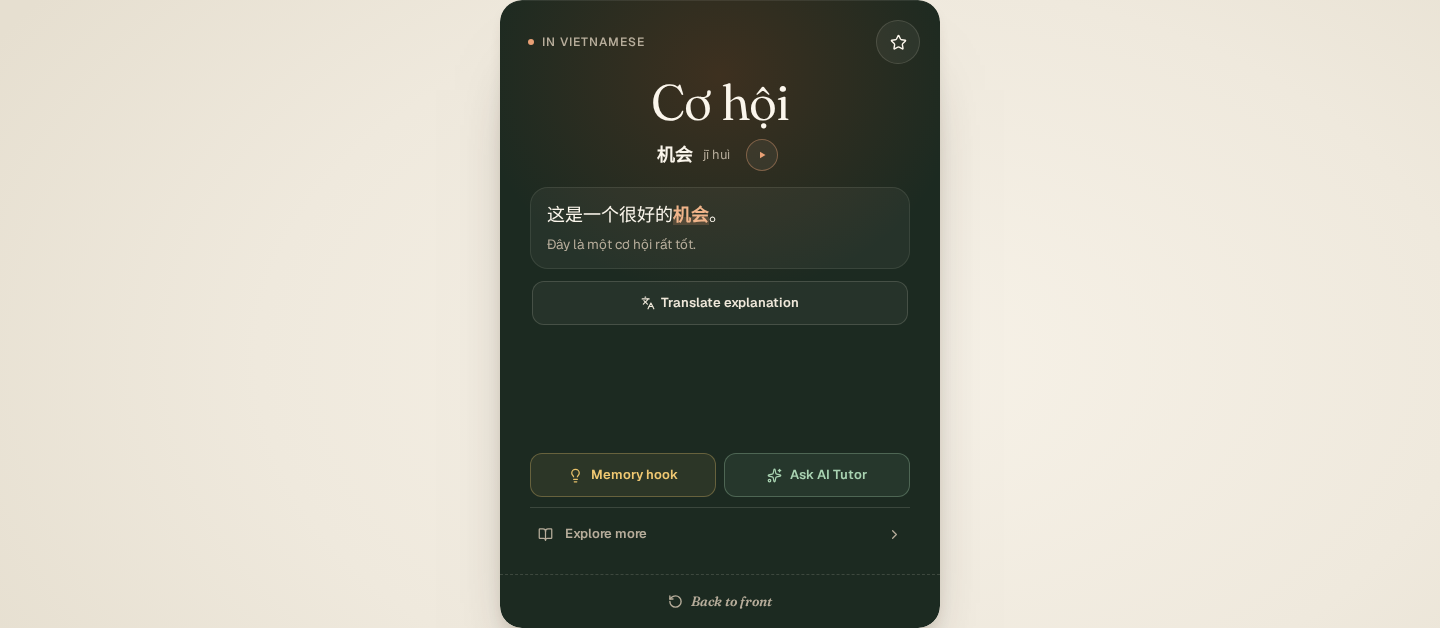 IN VIETNAMESE
Cơ hội
机会 jī huì
这是一个很好的机会。
Đây là một cơ hội rất tốt.
Translate explanation
Memory hook
Ask AI Tutor
Explore more
Back to front